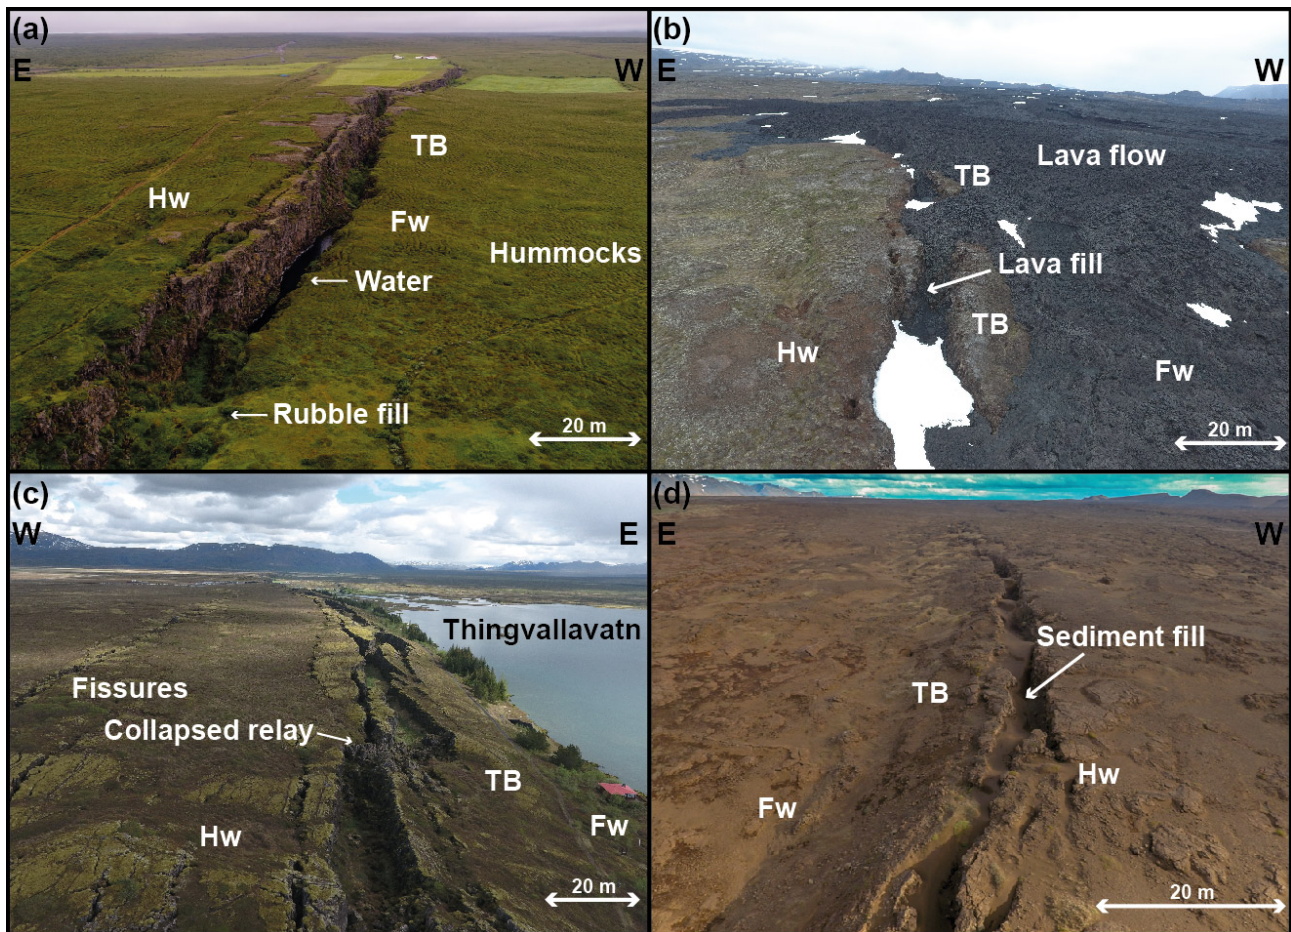 (a)
E
W
TB
Hw
Fw
Hummocks
Water
Rubble fill
20 m
(b)
E
W
Lava flow
TB
Lava fill
TB
Hw
Fw
20 m
(c)
W
E
Thingvallavatn
Fissures
Collapsed relay
TB
Hw
Fw
20 m
(d)
E
W
Sediment fill
TB
Hw
Fw
20 m